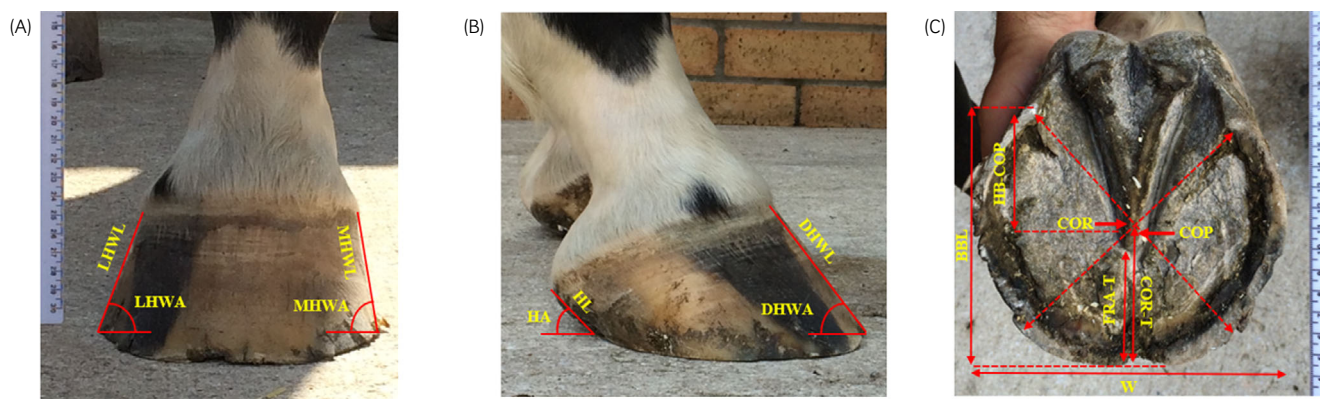 (A)
LHWL
LHWA
MHWL
MHWA
(B)
HA
HL
DHWL
DHWA
(C)
BBL
HB-COP
COR
COP
FRA-T
COR-T
W